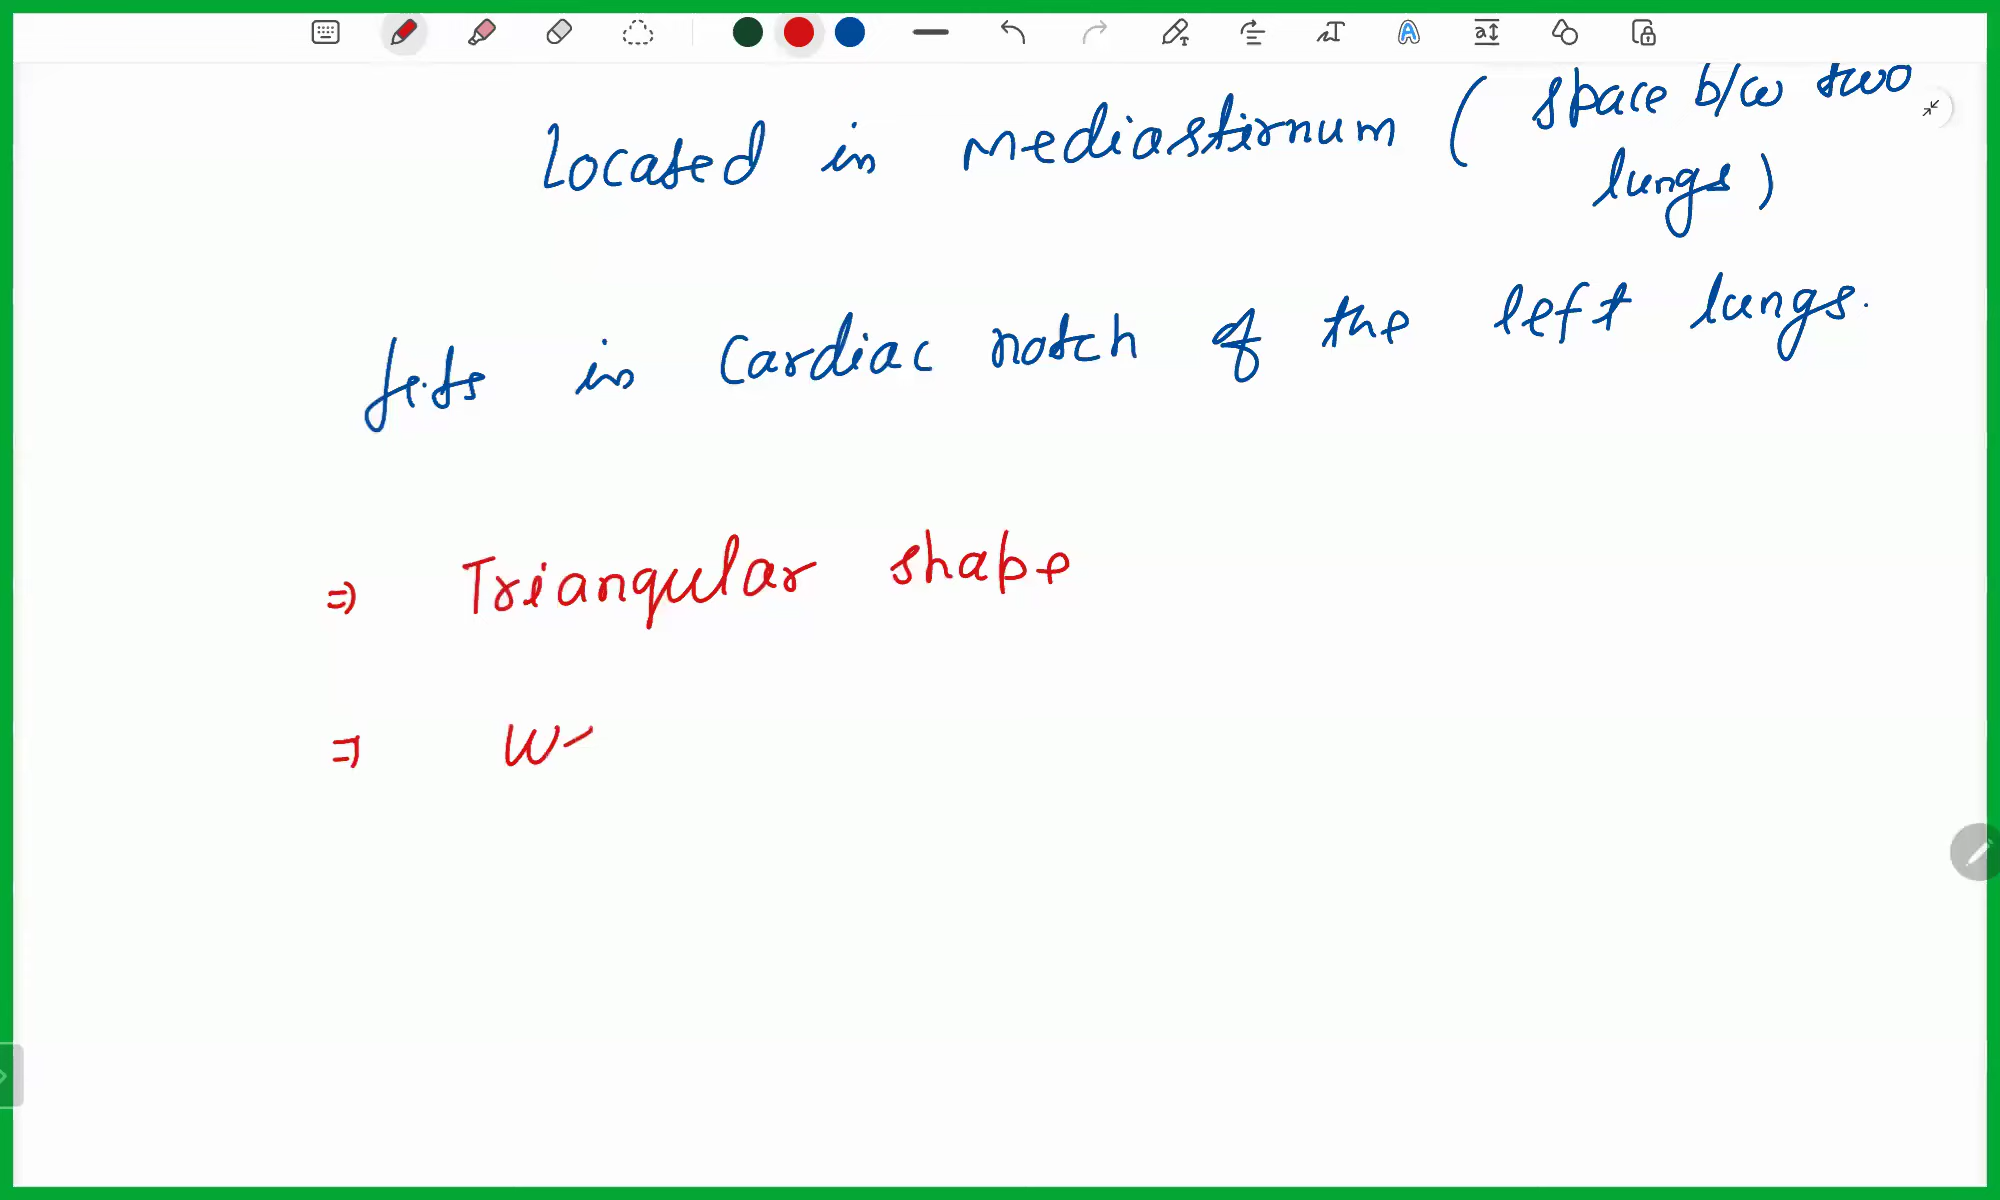 Located in mediastirnum ( space b/w two
lungs )
fits in Cardiac notch of the left lungs.
⇒ Triangular shape
⇒ W-